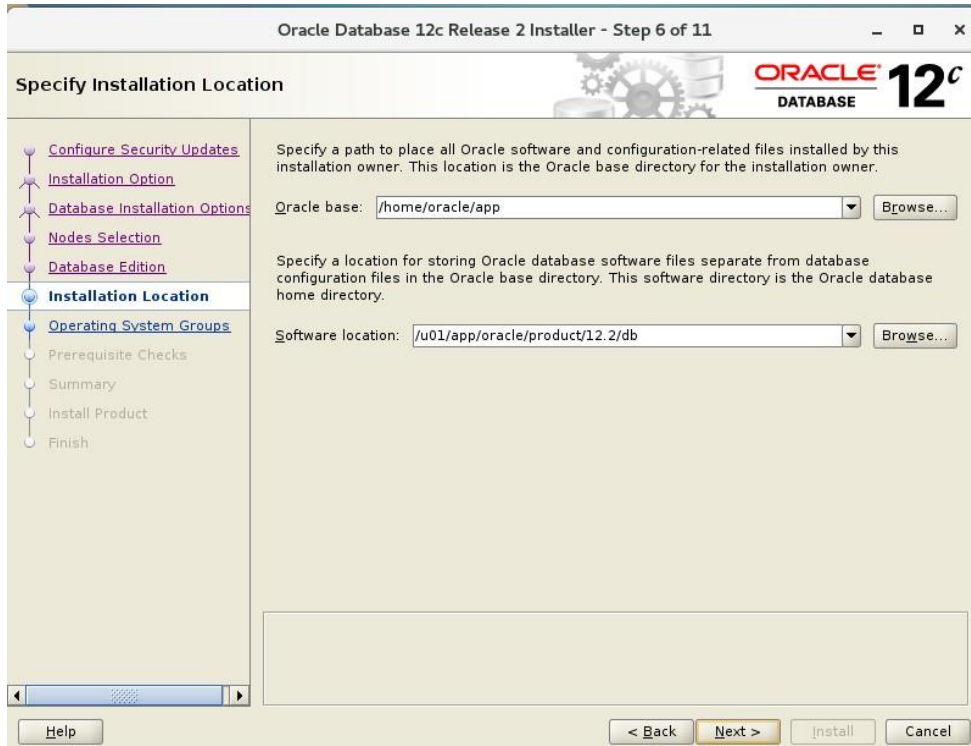 Oracle Database 12c Release 2 Installer - Step 6 of 11
Specify Installation Location
ORACLE
DATABASE
12c
Configure Security Updates
Installation Option
Database Installation Options
Nodes Selection
Database Edition
Installation Location
Operating System Groups
Prerequisite Checks
Summary
Install Product
Finish
Specify a path to place all Oracle software and configuration-related files installed by this
installation owner. This location is the Oracle base directory for the installation owner.
Oracle base: /home/oracle/app Browse...
Specify a location for storing Oracle database software files separate from database
configuration files in the Oracle base directory. This software directory is the Oracle database
home directory.
Software location: /u01/app/oracle/product/12.2/db Browse...
Help < Back Next > Install Cancel